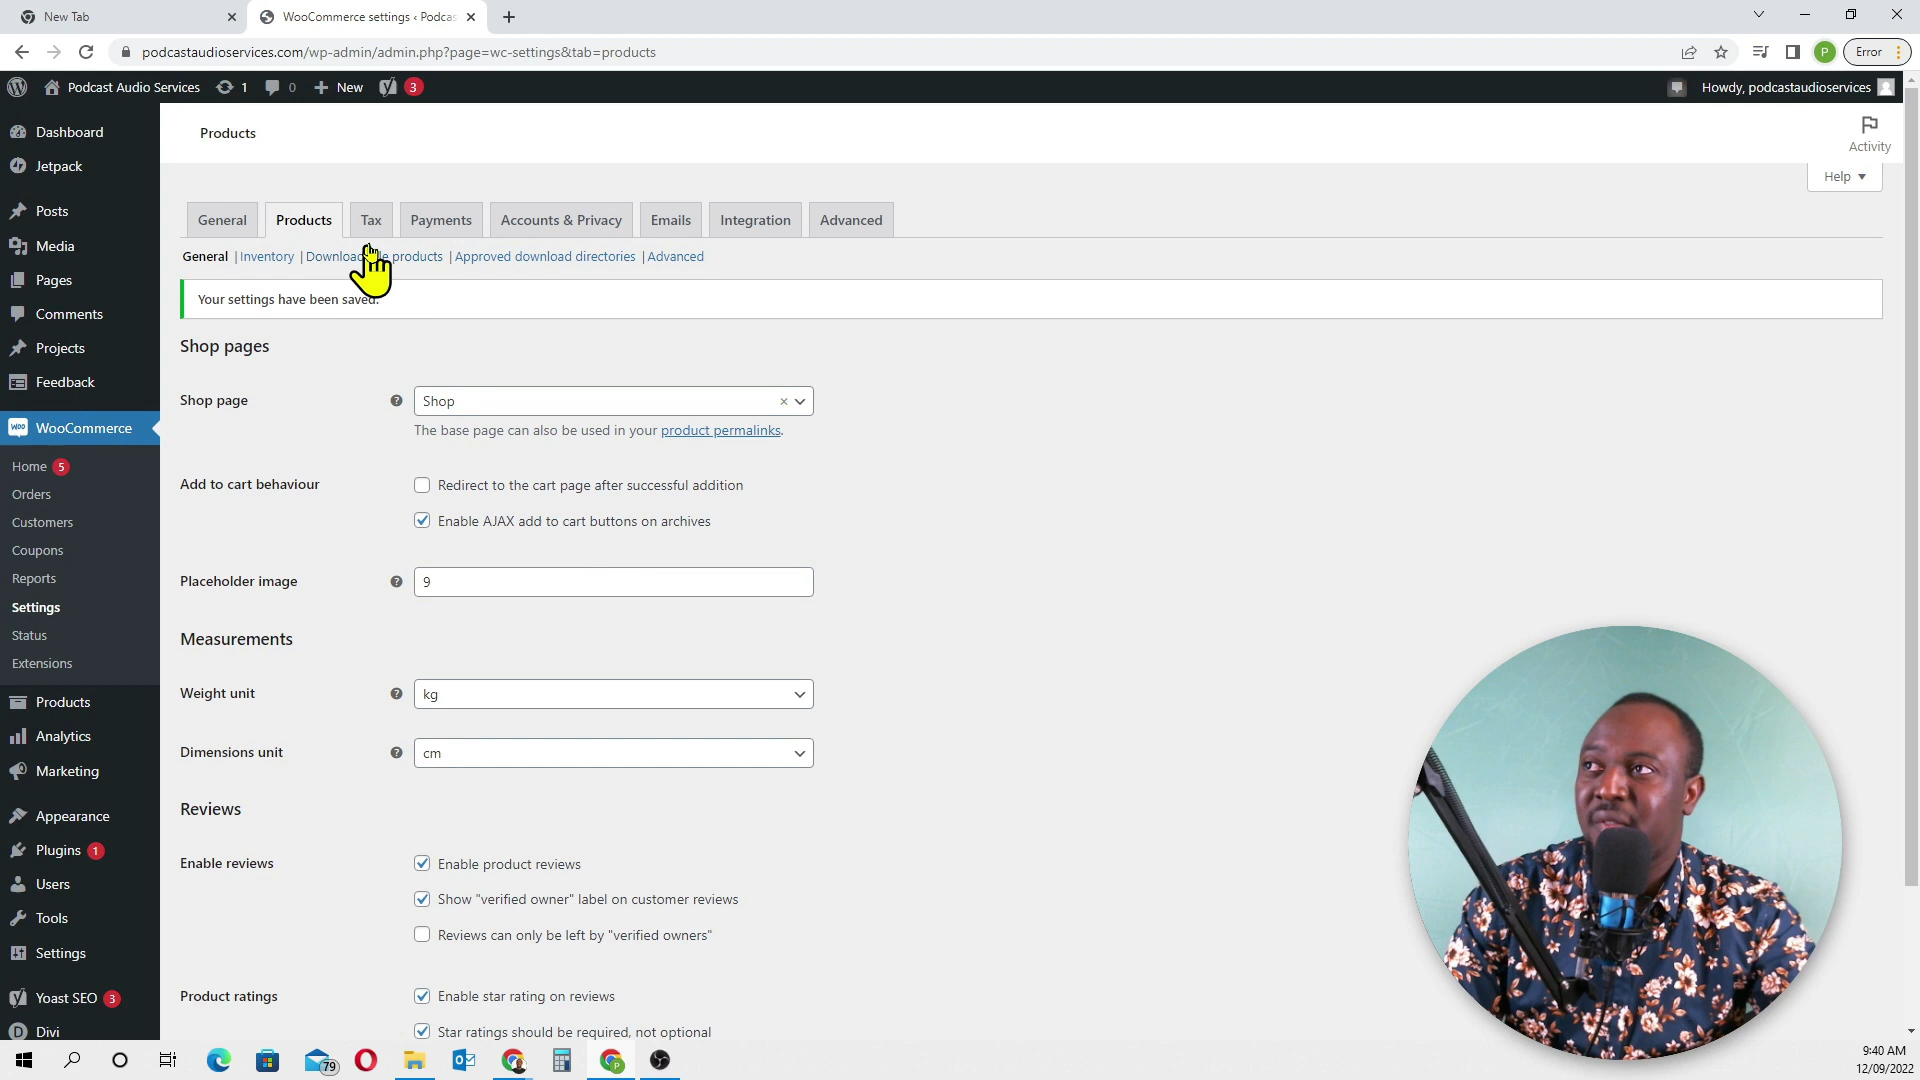 New Tab
WooCommerce settings ‹ Podcas
podcastaudioservices.com/wp-admin/admin.php?page=wc-settings&tab=products
P
Error
Podcast Audio Services
1
0
New
3
Howdy, podcastaudioservices
Dashboard
Jetpack
Posts
Media
Pages
Comments
Projects
Feedback
WooCommerce
Home 5
Orders
Customers
Coupons
Reports
Settings
Status
Extensions
Products
Analytics
Marketing
Appearance
Plugins 1
Users
Tools
Settings
Yoast SEO 3
Divi
Products
Activity
Help
General Products Tax Payments Accounts & Privacy Emails Integration Advanced
General | Inventory | Download products | Approved download directories | Advanced
Your settings have been saved.
Shop pages
Shop page
Shop
The base page can also be used in your product permalinks.
Add to cart behaviour
Redirect to the cart page after successful addition
Enable AJAX add to cart buttons on archives
Placeholder image
9
Measurements
Weight unit
kg
Dimensions unit
cm
Reviews
Enable reviews
Enable product reviews
Show "verified owner" label on customer reviews
Reviews can only be left by "verified owners"
Product ratings
Enable star rating on reviews
Star ratings should be required, not optional
79
9:40 AM
12/09/2022